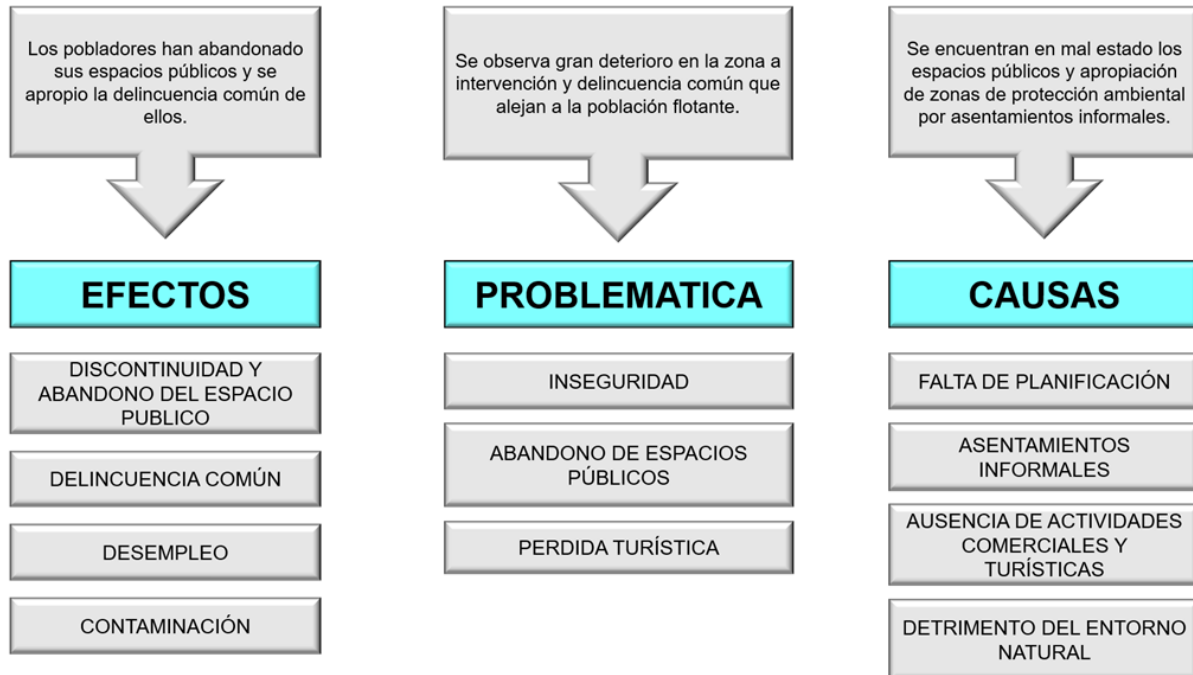 Los pobladores han abandonado
sus espacios públicos y se
apropio la delincuencia común de
ellos.
EFECTOS
DISCONTINUIDAD Y
ABANDONO DEL ESPACIO
PUBLICO
DELINCUENCIA COMÚN
DESEMPLEO
CONTAMINACIÓN
Se observa gran deterioro en la zona a
intervención y delincuencia común que
alejan a la población flotante.
PROBLEMATICA
INSEGURIDAD
ABANDONO DE ESPACIOS
PÚBLICOS
PERDIDA TURÍSTICA
Se encuentran en mal estado los
espacios públicos y apropiación
de zonas de protección ambiental
por asentamientos informales.
CAUSAS
FALTA DE PLANIFICACIÓN
ASENTAMIENTOS
INFORMALES
AUSENCIA DE ACTIVIDADES
COMERCIALES Y
TURÍSTICAS
DETRIMENTO DEL ENTORNO
NATURAL